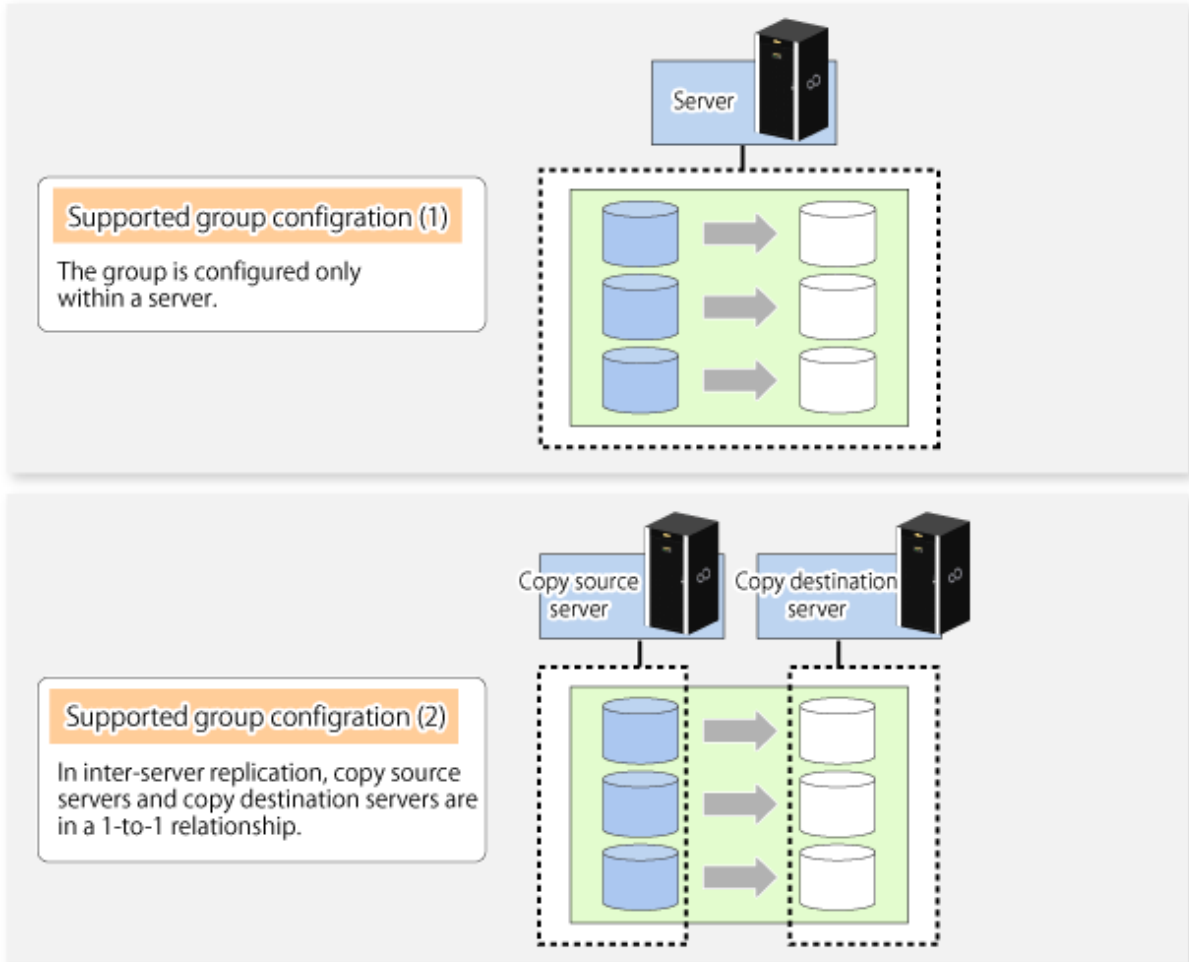 Server
Supported group configration (1)
The group is configured only
within a server.
Copy source
server
Copy destination
server
Supported group configration (2)
In inter-server replication, copy source
servers and copy destination servers are
in a 1-to-1 relationship.